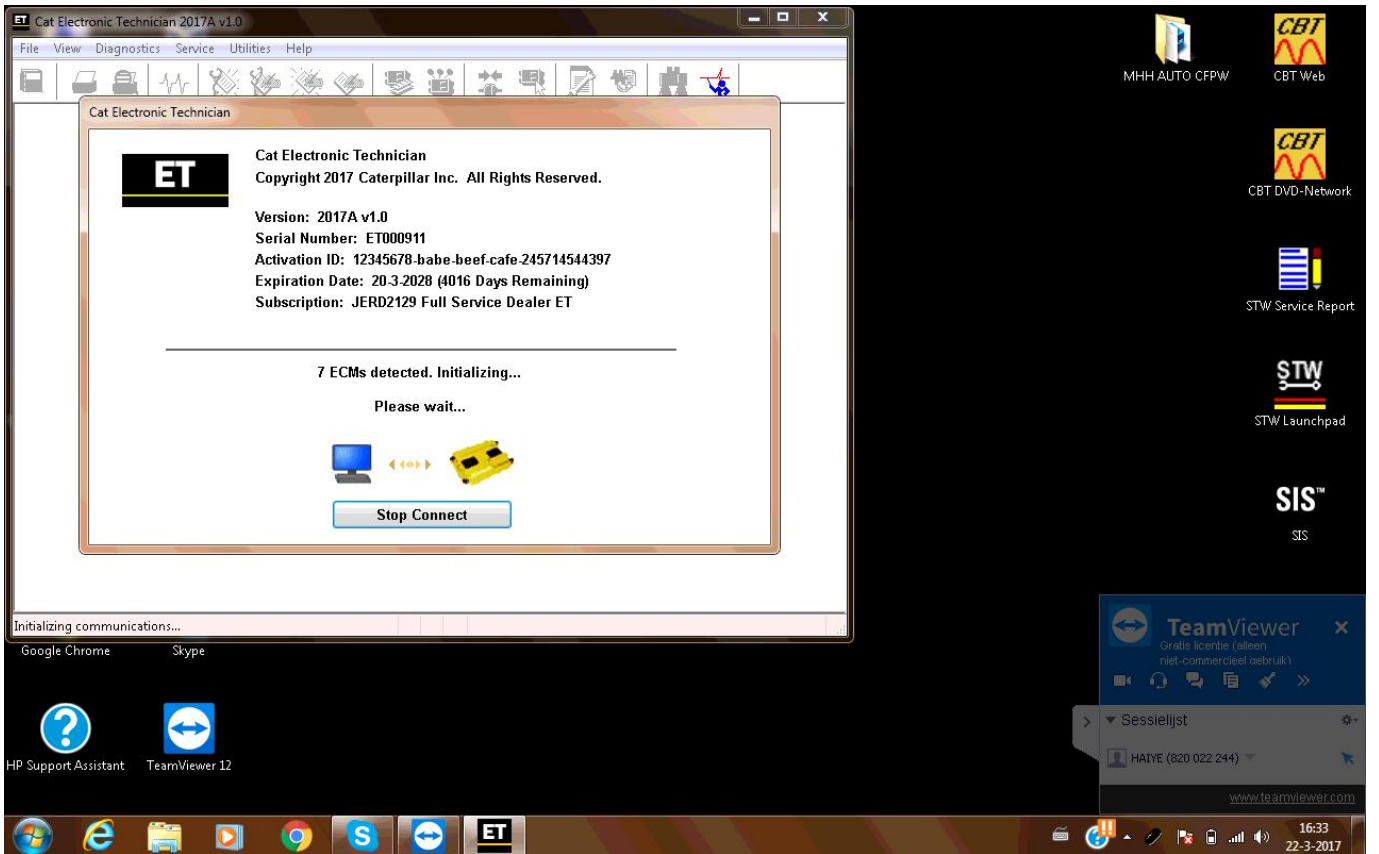 ET Cat Electronic Technician 2017A v1.0
File View Diagnostics Service Utilities Help
Cat Electronic Technician
ET
Cat Electronic Technician
Copyright 2017 Caterpillar Inc. All Rights Reserved.
Version: 2017A v1.0
Serial Number: ET000911
Activation ID: 12345678-babe-beef-cafe-245714544397
Expiration Date: 20-3-2028 (4016 Days Remaining)
Subscription: JERD2129 Full Service Dealer ET
7 ECMs detected. Initializing...
Please wait...
Stop Connect
Initializing communications...
Google Chrome
Skype
HP Support Assistant
TeamViewer 12
MHH AUTO CFPW
CBT
CBT Web
CBT
CBT DVD-Network
STW Service Report
STW
STW Launchpad
SIS™
SIS
TeamViewer
Gratis licentie (alleen
niet-commercieel gebruik)
Sessielijst
HAIYE (820 022 244)
www.teamviewer.com
ET
16:33
22-3-2017